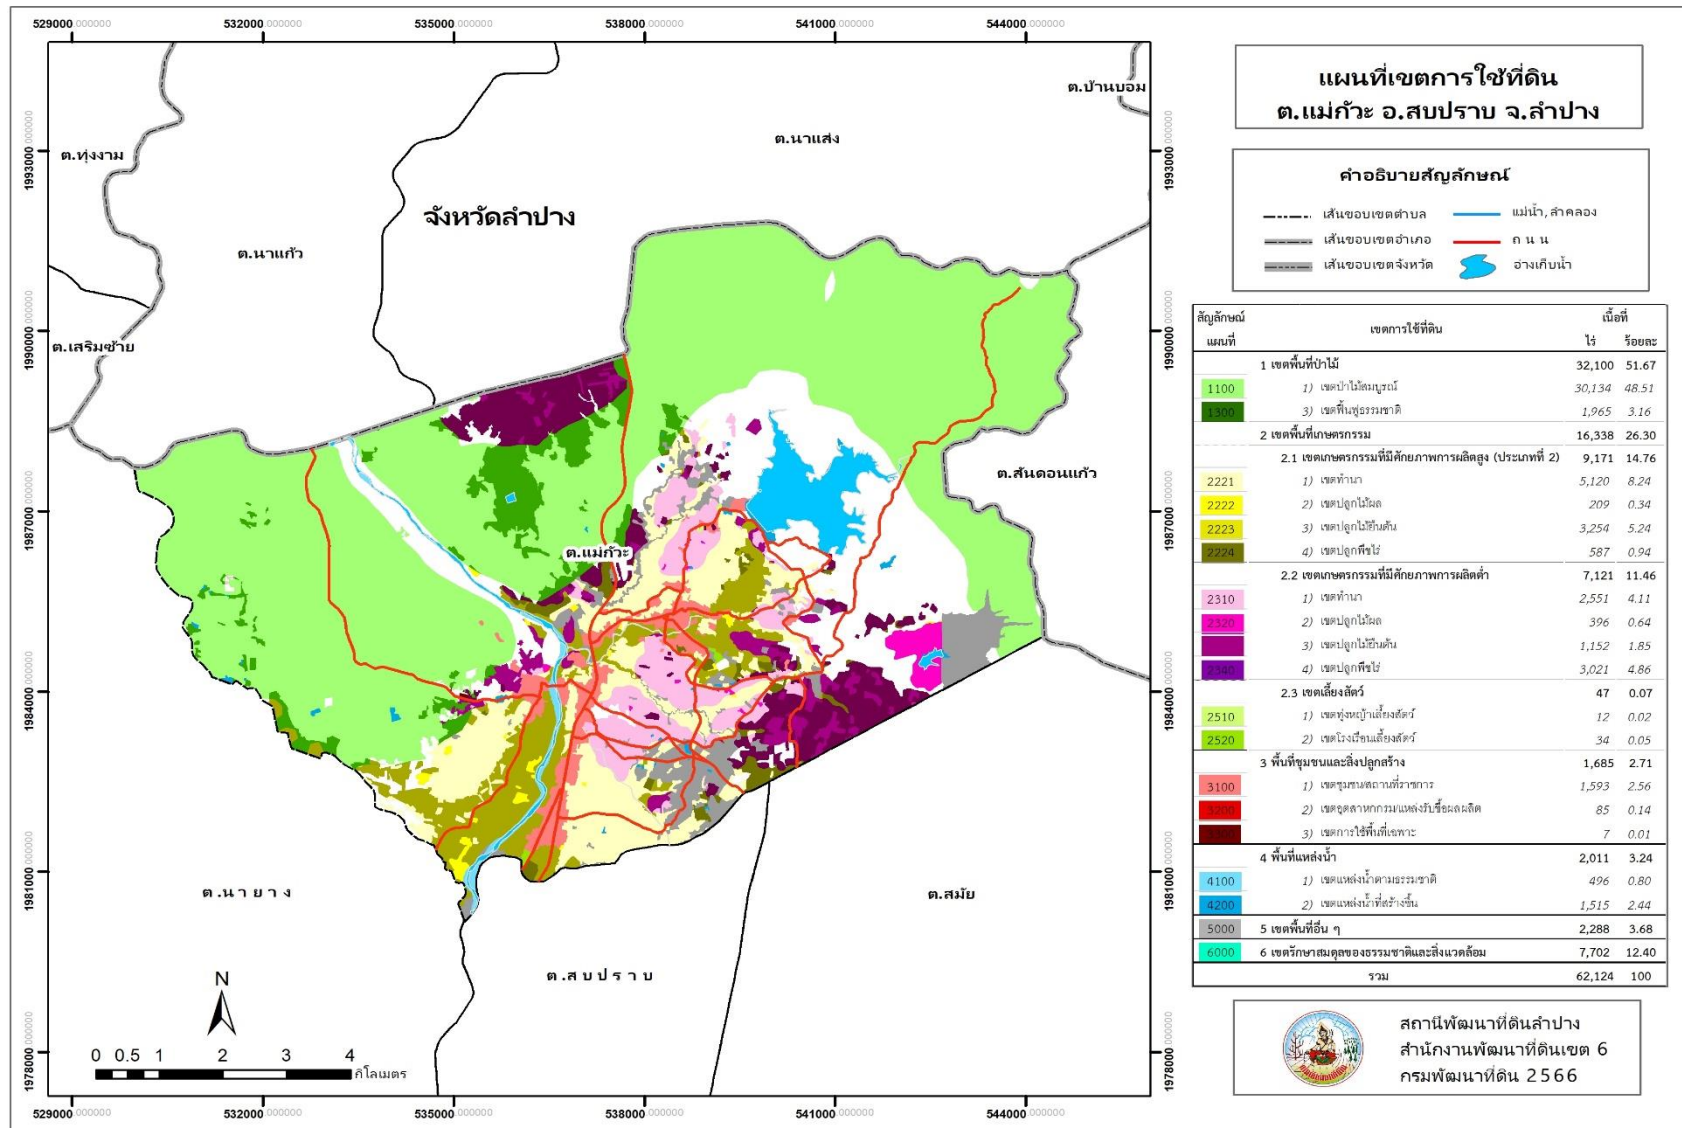 529000.000000 532000.000000 535000.000000 538000.000000 541000.000000 544000.000000
1993000.000000
1990000.000000
1987000.000000
1984000.000000
1981000.000000
1978000.000000
ต.บ้านบอม
ต.นาแส่ง
ต.ทุ่งงาม
จังหวัดลำปาง
ต.นาแก้ว
ต.เสริมซ้าย
ต.สันดอนแก้ว
ต.แม่กัวะ
ต.นายาง
ต.สมัย
ต.สบปราบ
N
0 0.5 1 2 3 4
กิโลเมตร
1993000.000000
1990000.000000
1987000.000000
1984000.000000
1981000.000000
1978000.000000
529000.000000 532000.000000 535000.000000 538000.000000 541000.000000 544000.000000
แผนที่เขตการใช้ที่ดิน
ต.แม่กัวะ อ.สบปราบ จ.ลำปาง
คำอธิบายสัญลักษณ์
เส้นขอบเขตตำบล แม่น้ำ,ลำคลอง
เส้นขอบเขตอำเภอ ถนน
เส้นขอบเขตจังหวัด อ่างเก็บน้ำ
สัญลักษณ์ เนื้อที่
เขตการใช้ที่ดิน
แผนที่ ไร่ ร้อยละ
1 เขตพื้นที่ป่าไม้ 32,100 51.67
1100 1) เขตป่าไม้สมบูรณ์ 30,134 48.51
1300 3) เขตฟื้นฟูธรรมชาติ 1,965 3.16
2 เขตพื้นที่เกษตรกรรม 16,338 26.30
2.1 เขตเกษตรกรรมที่มีศักยภาพการผลิตสูง (ประเภทที่ 2) 9,171 14.76
2221 1) เขตทำนา 5,120 8.24
2222 2) เขตปลูกไม้ผล 209 0.34
2223 3) เขตปลูกไม้ยืนต้น 3,254 5.24
2224 4) เขตปลูกพืชไร่ 587 0.94
2.2 เขตเกษตรกรรมที่มีศักยภาพการผลิตต่ำ 7,121 11.46
2310 1) เขตทำนา 2,551 4.11
2320 2) เขตปลูกไม้ผล 396 0.64
3) เขตปลูกไม้ยืนต้น 1,152 1.85
2340 4) เขตปลูกพืชไร่ 3,021 4.86
2.3 เขตเลี้ยงสัตว์ 47 0.07
2510 1) เขตทุ่งหญ้าเลี้ยงสัตว์ 12 0.02
2520 2) เขตโรงเรือนเลี้ยงสัตว์ 34 0.05
3 พื้นที่ชุมชนและสิ่งปลูกสร้าง 1,685 2.71
3100 1) เขตชุมชน/สถานที่ราชการ 1,593 2.56
3200 2) เขตอุตสาหกรรม/แหล่งรับซื้อผลผลิต 85 0.14
3300 3) เขตการใช้พื้นที่เฉพาะ 7 0.01
4 พื้นที่แหล่งน้ำ 2,011 3.24
4100 1) เขตแหล่งน้ำตามธรรมชาติ 496 0.80
4200 2) เขตแหล่งน้ำที่สร้างขึ้น 1,515 2.44
5000 5 เขตพื้นที่อื่น ๆ 2,288 3.68
6000 6 เขตรักษาสมดุลของธรรมชาติและสิ่งแวดล้อม 7,702 12.40
รวม 62,124 100
สถานีพัฒนาที่ดินลำปาง
สำนักงานพัฒนาที่ดินเขต 6
กรมพัฒนาที่ดิน 2566